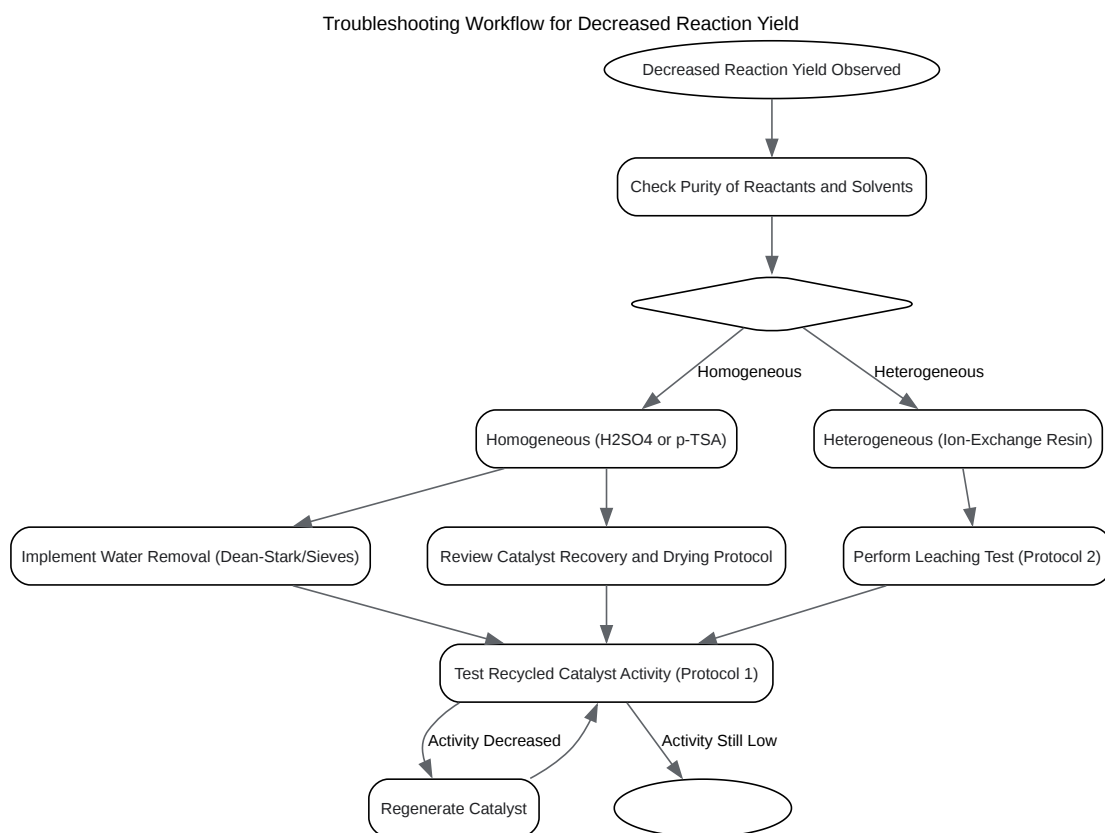 Troubleshooting Workflow for Decreased Reaction Yield
Decreased Reaction Yield Observed
Check Purity of Reactants and Solvents
Homogeneous
Heterogeneous
Homogeneous (H2SO4 or p-TSA)
Heterogeneous (Ion-Exchange Resin)
Implement Water Removal (Dean-Stark/Sieves)
Review Catalyst Recovery and Drying Protocol
Perform Leaching Test (Protocol 2)
Test Recycled Catalyst Activity (Protocol 1)
Activity Decreased
Activity Still Low
Regenerate Catalyst